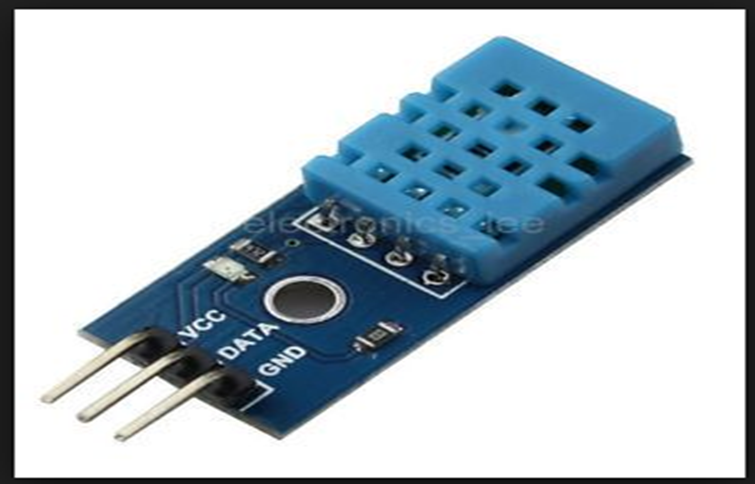 electronics_lee
VCC
DATA
GND